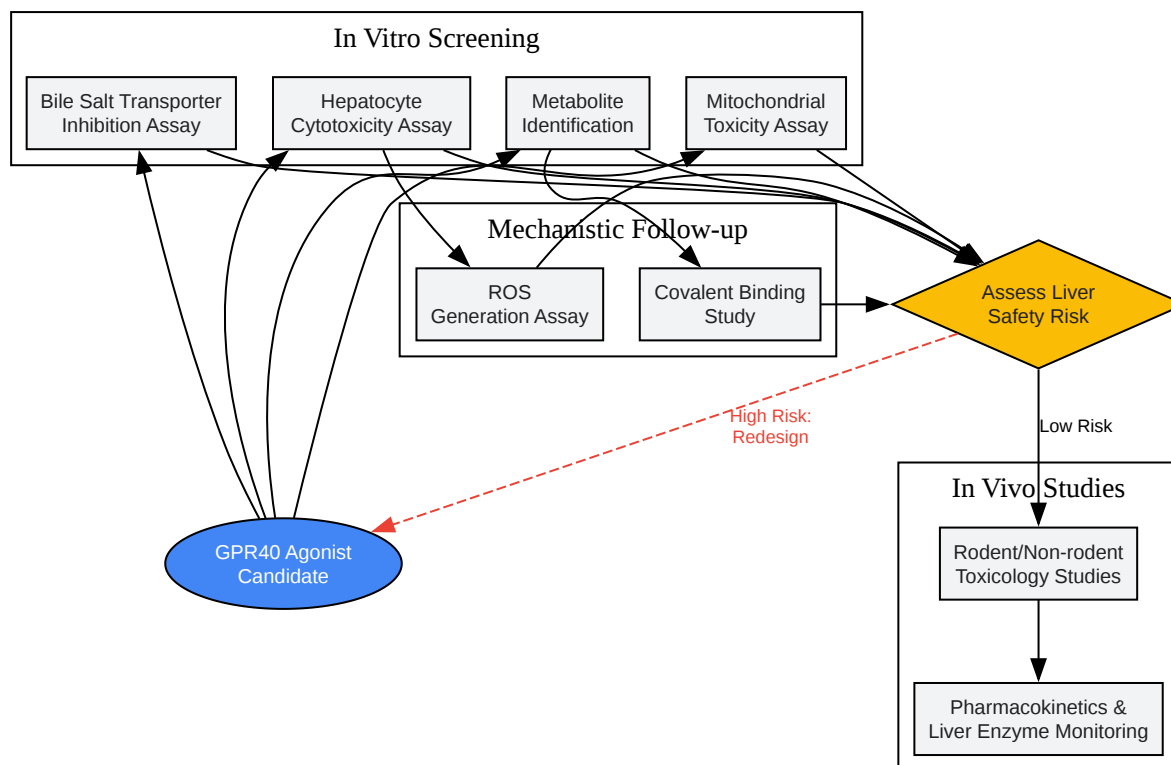 In Vitro Screening
Bile Salt Transporter
Inhibition Assay
Hepatocyte
Cytotoxicity Assay
Metabolite
Identification
Mitochondrial
Toxicity Assay
Mechanistic Follow-up
ROS
Generation Assay
Covalent Binding
Study
Assess Liver
Safety Risk
High Risk:
Redesign
Low Risk
In Vivo Studies
GPR40 Agonist
Candidate
Rodent/Non-rodent
Toxicology Studies
Pharmacokinetics &
Liver Enzyme Monitoring